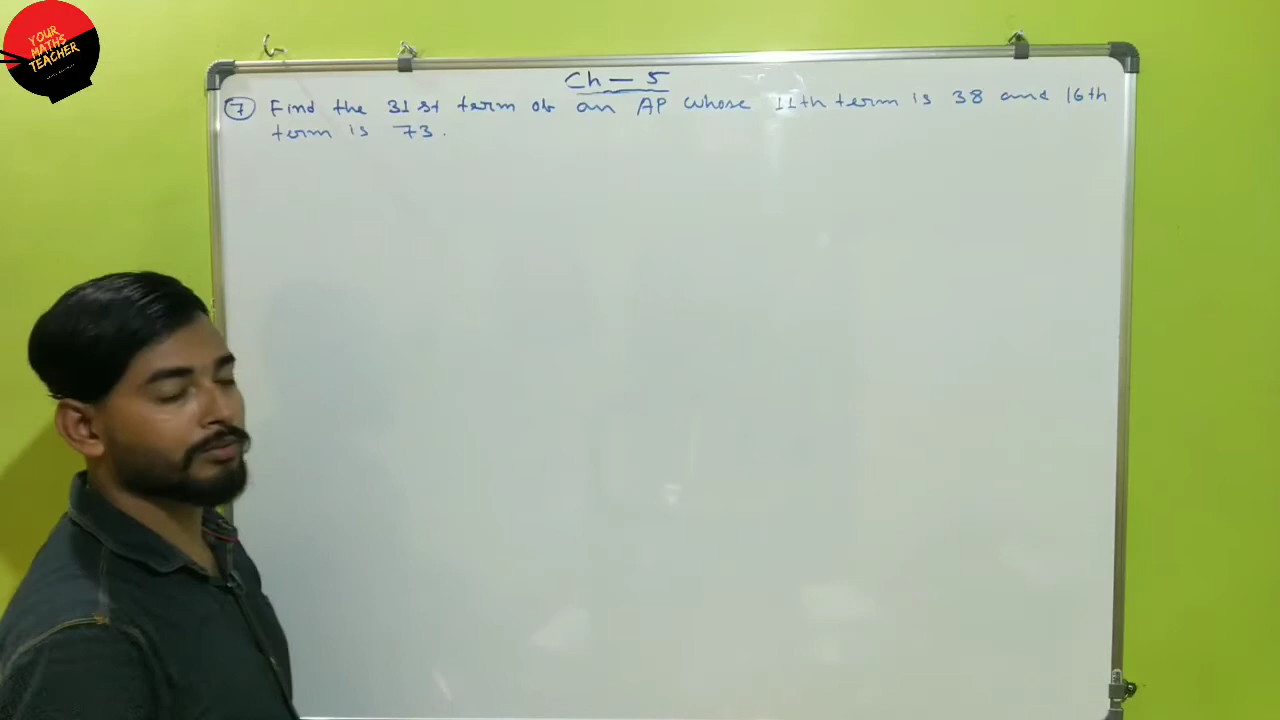 YOUR
MATHS
TEACHER
Ch - 5
7 Find the 31st term of an AP whose 11th term is 38 and 16th
term is 73.